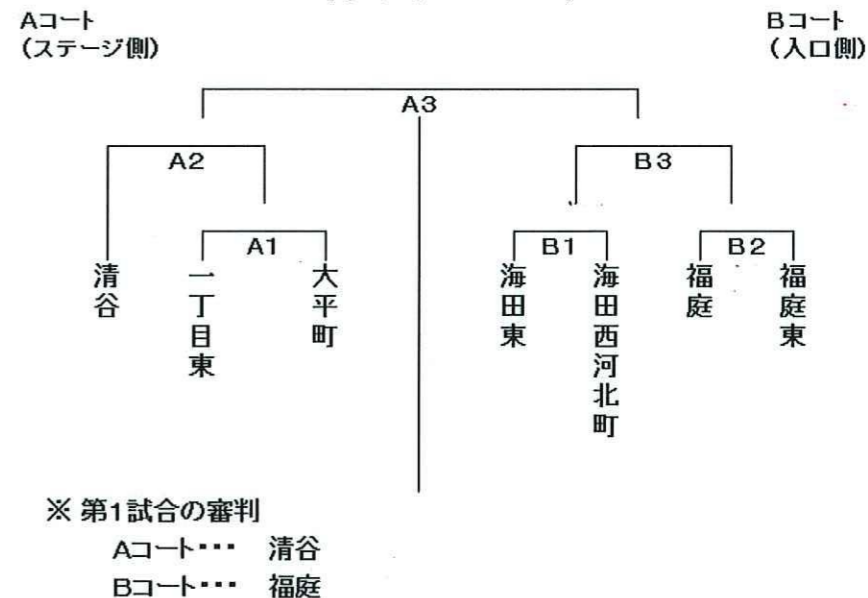 Aコート
(ステージ側)
Bコート
(入口側)
A3
A2
B3
A1
B1
B2
清谷
一丁目東
大平町
海田東
海田西河北町
福庭
福庭東
※ 第1試合の審判
Aコート・・・ 清谷
Bコート・・・ 福庭